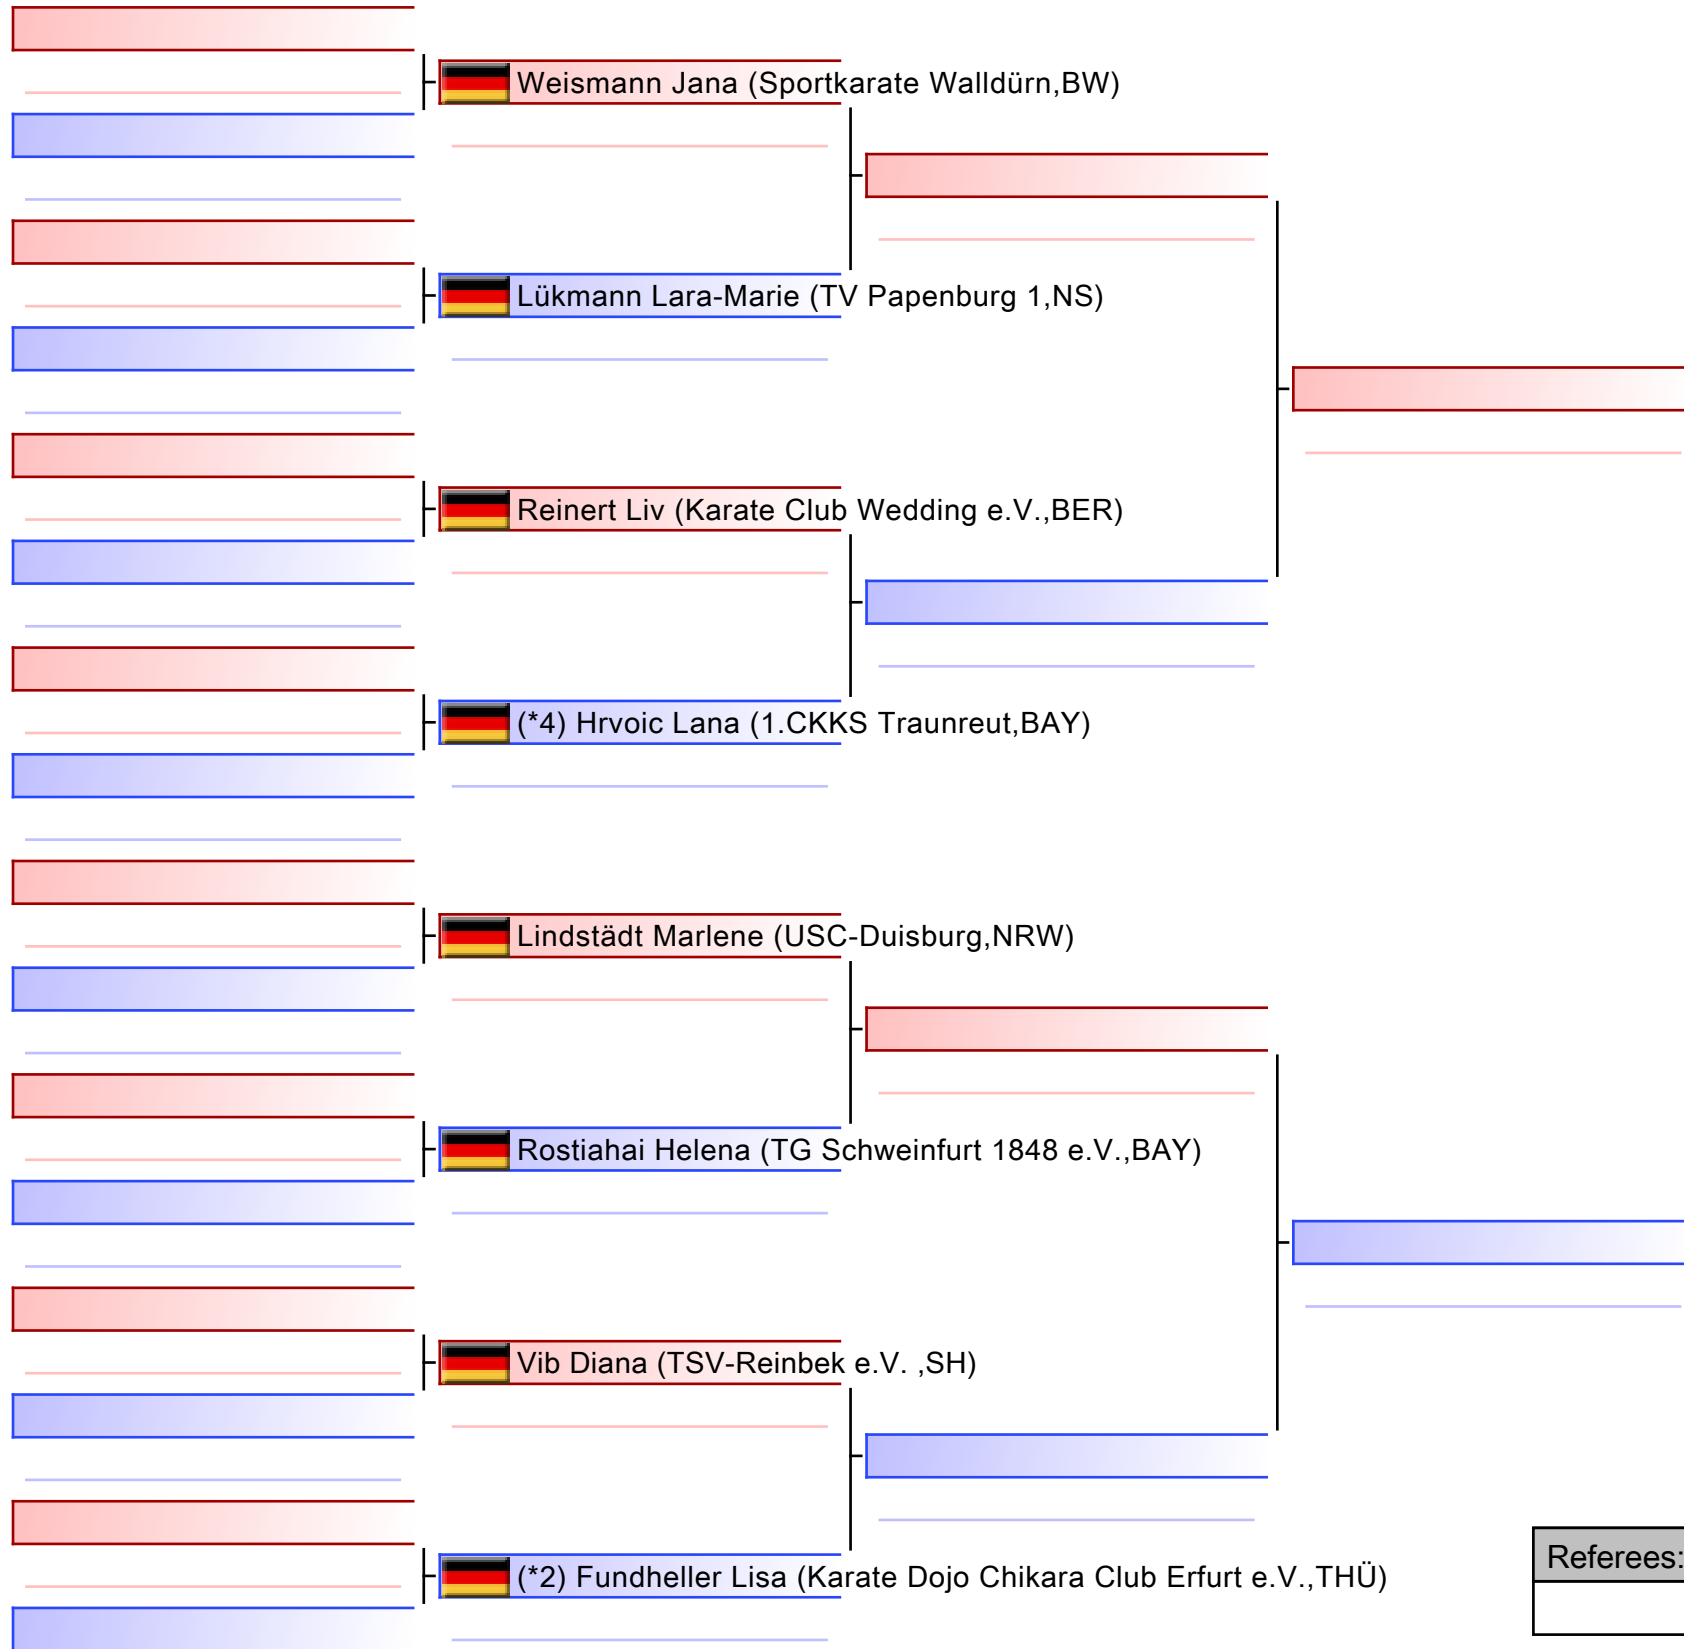 Weismann Jana (Sportkarate Walldürn,BW)
Lükmann Lara-Marie (TV Papenburg 1,NS)
Reinert Liv (Karate Club Wedding e.V.,BER)
(*4) Hrvoic Lana (1.CKKS Traunreut,BAY)
Lindstädt Marlene (USC-Duisburg,NRW)
Rostiahai Helena (TG Schweinfurt 1848 e.V.,BAY)
Vib Diana (TSV-Reinbek e.V. ,SH)
Referees:
(*2) Fundheller Lisa (Karate Dojo Chikara Club Erfurt e.V.,THÜ)